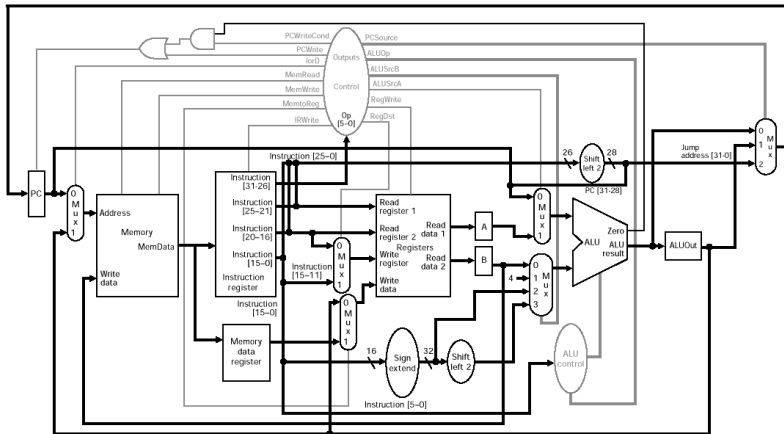 PCWriteCond
PCSource
PCWrite
Outputs
ALUOp
IorD
ALUSrcB
MemRead
MemWrite
Control
ALUSrcA
MemtoReg
RegWrite
Op
[5–0]
IRWrite
RegDst
Instruction [25–0]
26
28
Shift
left 2
Jump
address [31-0]
PC [31-28]
0
1
2
M
u
x
PC
0
M
u
x
1
Address
Memory
MemData
Write
data
Instruction
[31-26]
Instruction
[25–21]
Instruction
[20–16]
Instruction
[15–0]
Instruction
register
Instruction
[15–0]
Instruction
[15–11]
0
M
u
x
1
0
M
u
x
1
Read
register 1
Read
register 2
Registers
Write
register
Write
data
Read
data 1
Read
data 2
A
B
4
0
M
u
x
1
0
1
2
3
M
u
x
Zero
ALU
ALU
result
ALUOut
Memory
data
register
16
Sign
extend
32
Shift
left 2
ALU
control
Instruction [5–0]